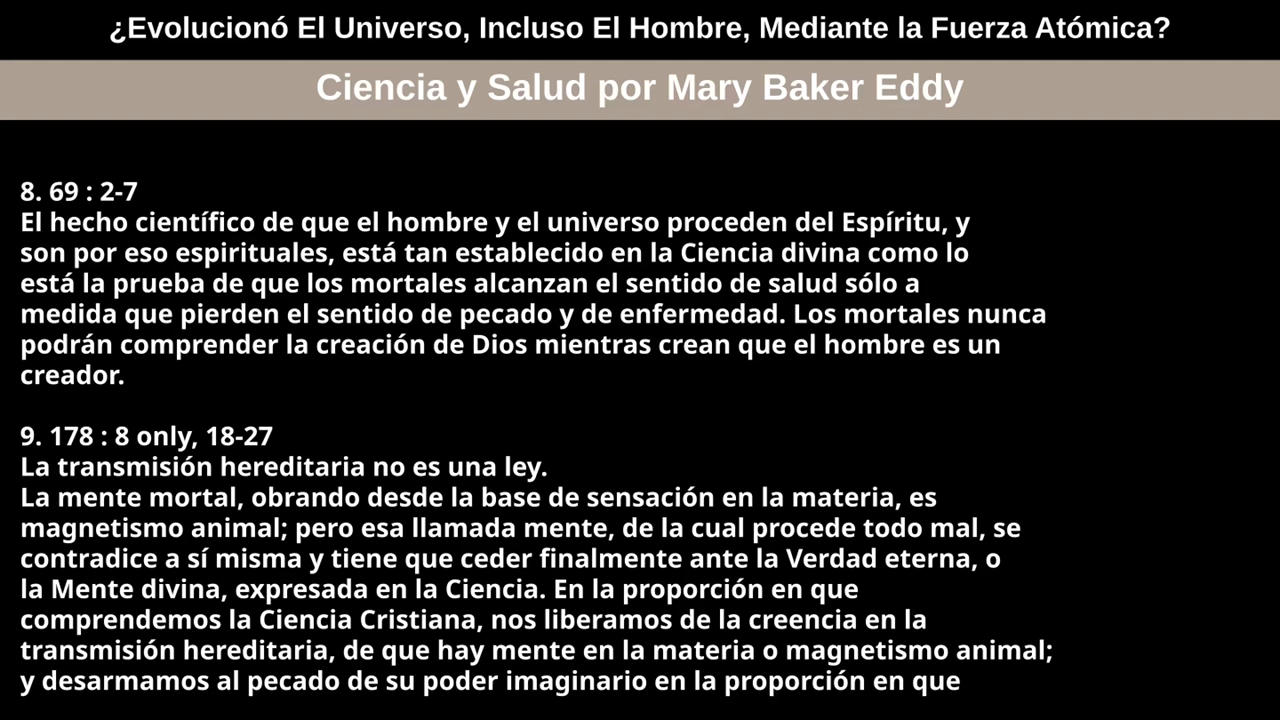 ¿Evolucionó El Universo, Incluso El Hombre, Mediante la Fuerza Atómica?
Ciencia y Salud por Mary Baker Eddy
8. 69 : 2-7
El hecho científico de que el hombre y el universo proceden del Espíritu, y
son por eso espirituales, está tan establecido en la Ciencia divina como lo
está la prueba de que los mortales alcanzan el sentido de salud sólo a
medida que pierden el sentido de pecado y de enfermedad. Los mortales nunca
podrán comprender la creación de Dios mientras crean que el hombre es un
creador.
9. 178 : 8 only, 18-27
La transmisión hereditaria no es una ley.
La mente mortal, obrando desde la base de sensación en la materia, es
magnetismo animal; pero esa llamada mente, de la cual procede todo mal, se
contradice a sí misma y tiene que ceder finalmente ante la Verdad eterna, o
la Mente divina, expresada en la Ciencia. En la proporción en que
comprendemos la Ciencia Cristiana, nos liberamos de la creencia en la
transmisión hereditaria, de que hay mente en la materia o magnetismo animal;
y desarmamos al pecado de su poder imaginario en la proporción en que